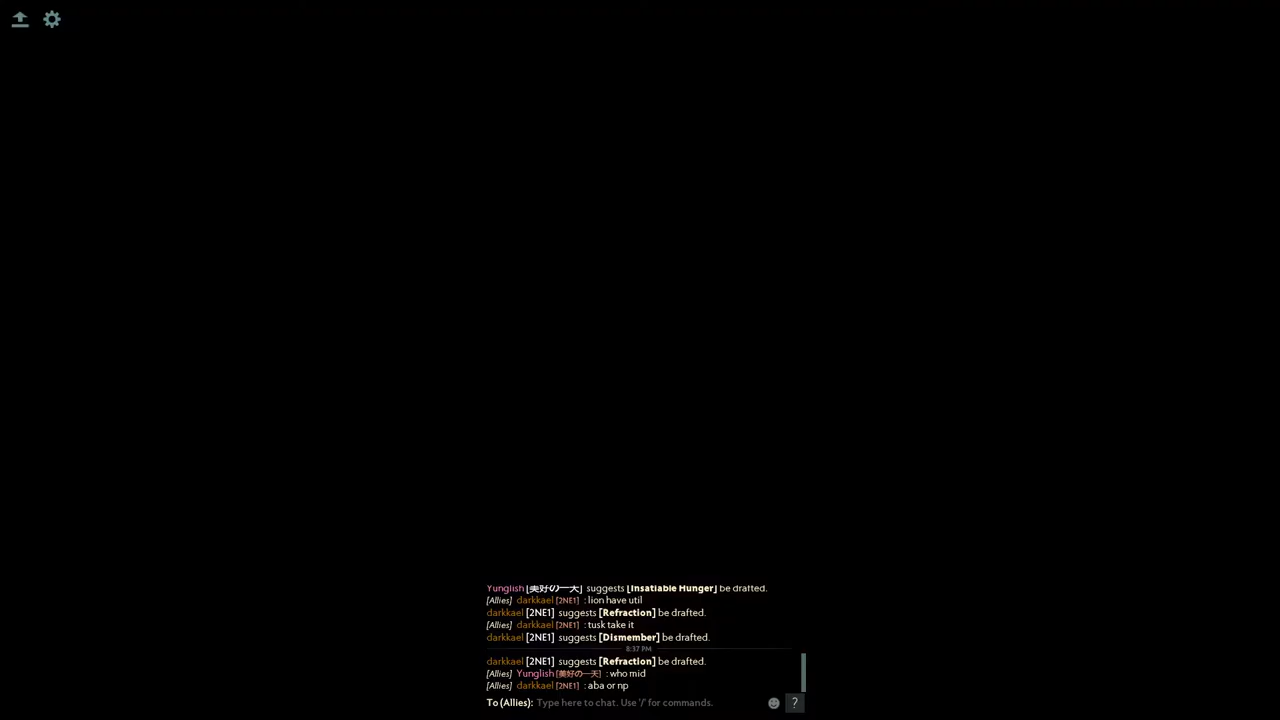 Yunglish [美好の一天] suggests [Insatiable Hunger] be drafted.
[Allies] darkkael [2NE1] : lion have util
darkkael [2NE1] suggests [Refraction] be drafted.
[Allies] darkkael [2NE1] : tusk take it
darkkael [2NE1] suggests [Dismember] be drafted.
8:37 PM
darkkael [2NE1] suggests [Refraction] be drafted.
[Allies] Yunglish [美好の一天] : who mid
[Allies] darkkael [2NE1] : aba or np
To (Allies): Type here to chat. Use '/' for commands.
?